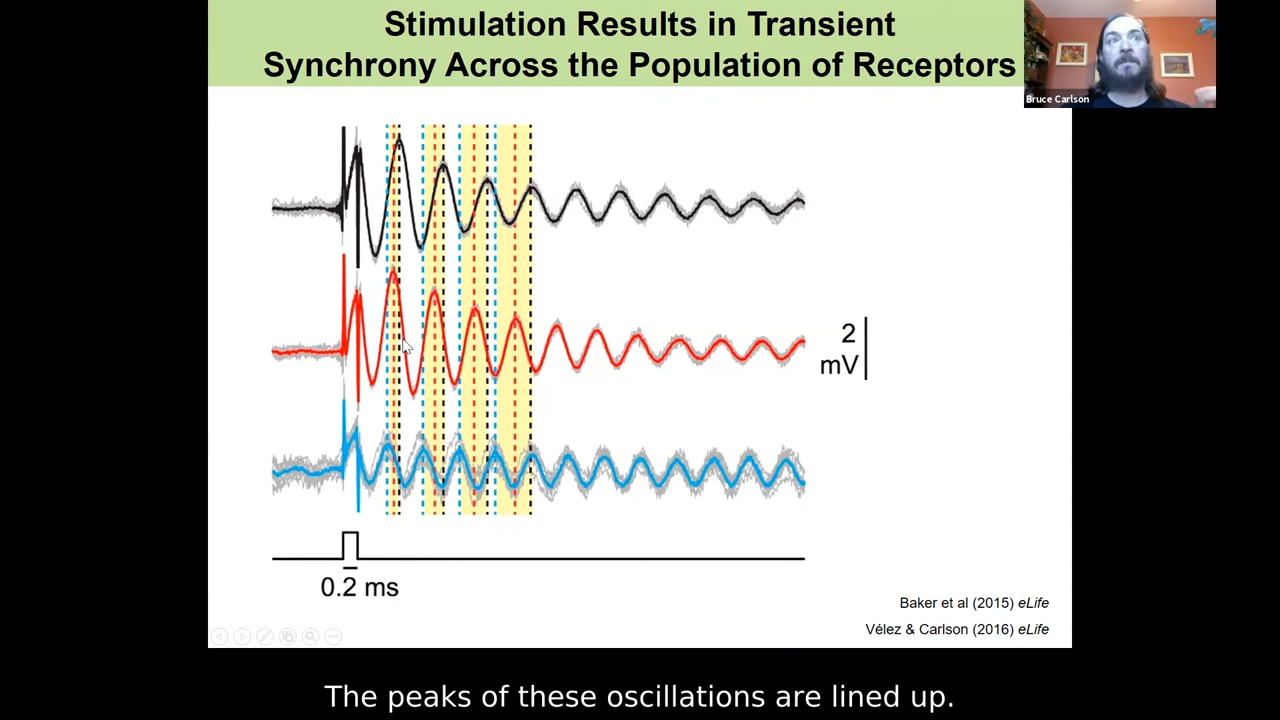 Stimulation Results in Transient
Synchrony Across the Population of Receptors
Bruce Carlson
2
mV
0.2 ms
Baker et al (2015) eLife
Vélez & Carlson (2016) eLife
The peaks of these oscillations are lined up.